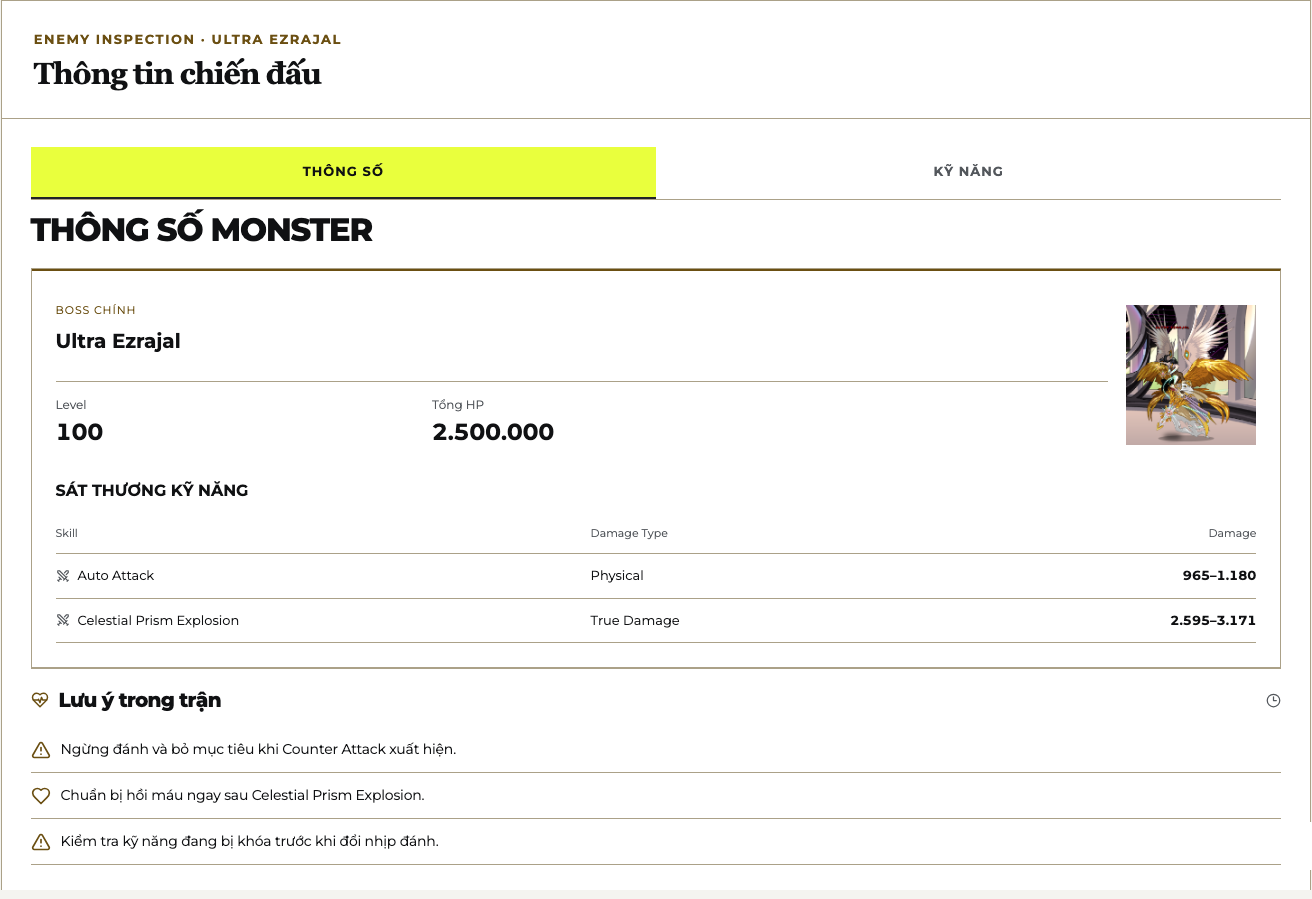 ENEMY INSPECTION · ULTRA EZRAJAL
Thông tin chiến đấu
THÔNG SỐ
KỸ NĂNG
THÔNG SỐ MONSTER
BOSS CHÍNH
Ultra Ezrajal
Level
Tổng HP
100
2.500.000
SÁT THƯƠNG KỸ NĂNG
Skill Damage Type Damage
Auto Attack Physical 965–1.180
Celestial Prism Explosion True Damage 2.595–3.171
Lưu ý trong trận
Ngừng đánh và bỏ mục tiêu khi Counter Attack xuất hiện.
Chuẩn bị hồi máu ngay sau Celestial Prism Explosion.
Kiểm tra kỹ năng đang bị khóa trước khi đổi nhịp đánh.